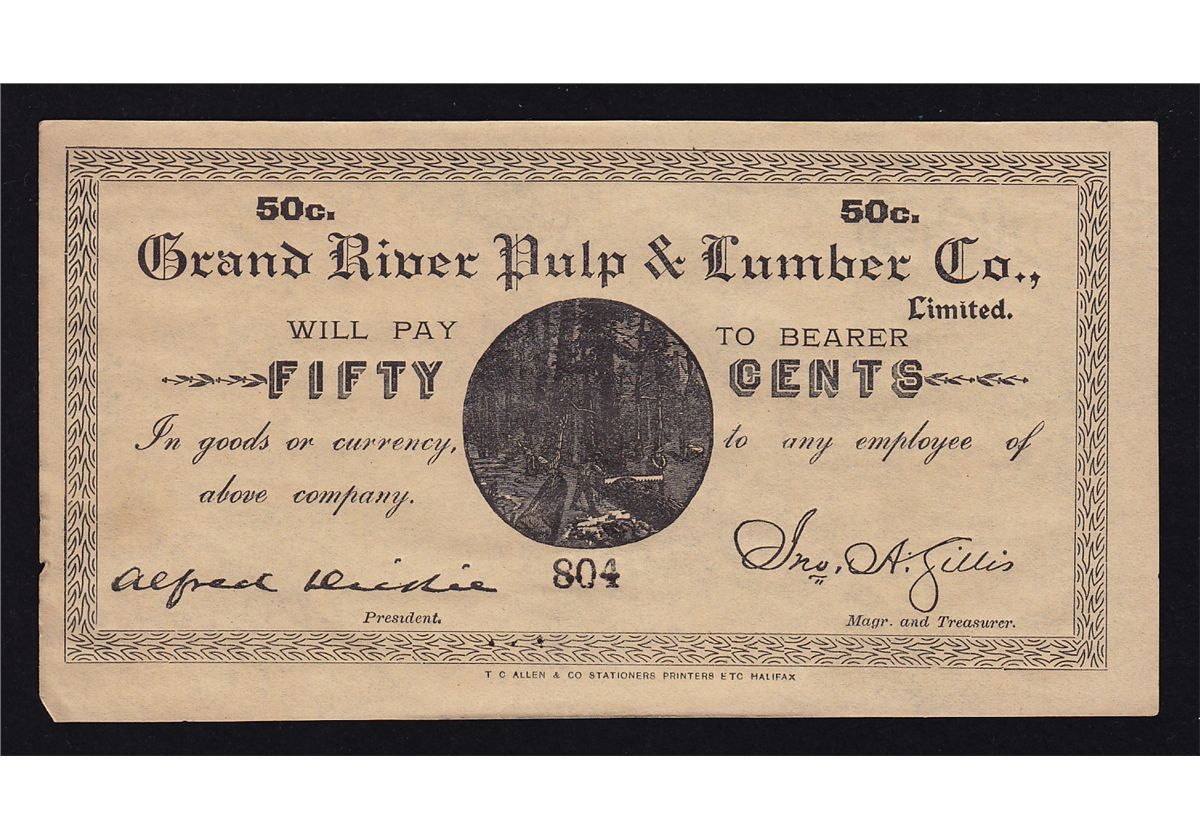 50c. 50c.
Grand River Pulp & Lumber Co.,
Limited.
WILL PAY TO BEARER
FIFTY CENTS
In goods or currency, to any employee of
above company.
Alfred Dickie 804 Jno. A. Gillis
President. Magr. and Treasurer.
T C ALLEN & CO STATIONERS PRINTERS ETC HALIFAX